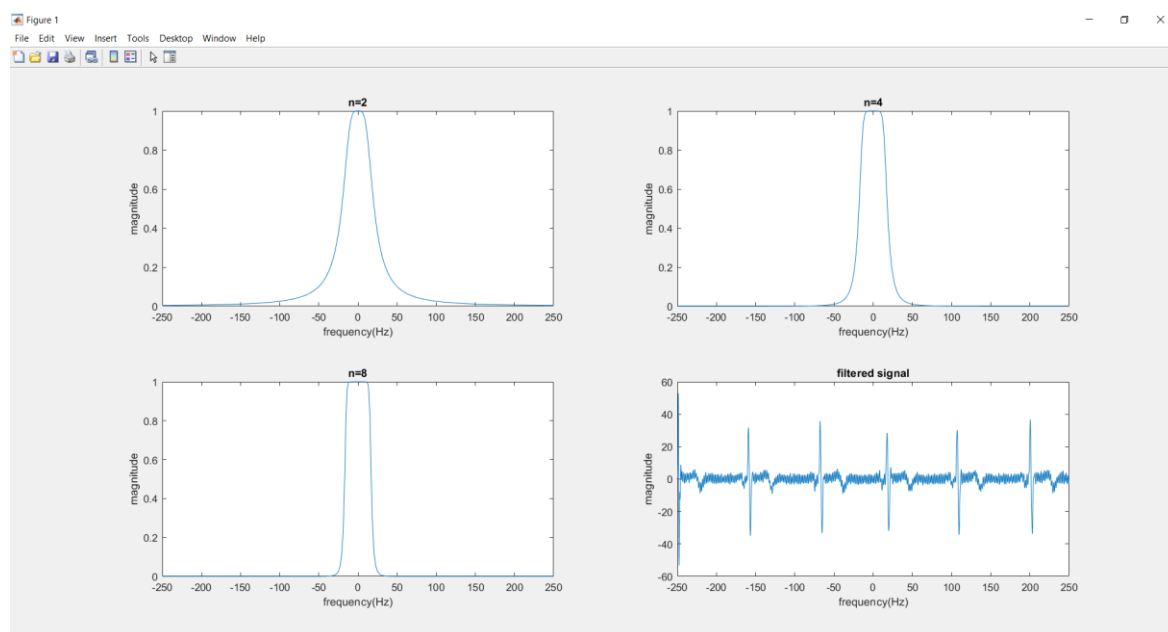 Figure 1
File Edit View Insert Tools Desktop Window Help
n=2
1
0.8
0.6
0.4
0.2
0
magnitude
-250 -200 -150 -100 -50 0 50 100 150 200 250
frequency(Hz)
n=4
1
0.8
0.6
0.4
0.2
0
magnitude
-250 -200 -150 -100 -50 0 50 100 150 200 250
frequency(Hz)
n=8
1
0.8
0.6
0.4
0.2
0
magnitude
-250 -200 -150 -100 -50 0 50 100 150 200 250
frequency(Hz)
filtered signal
60
40
20
0
-20
-40
-60
magnitude
-250 -200 -150 -100 -50 0 50 100 150 200 250
frequency(Hz)